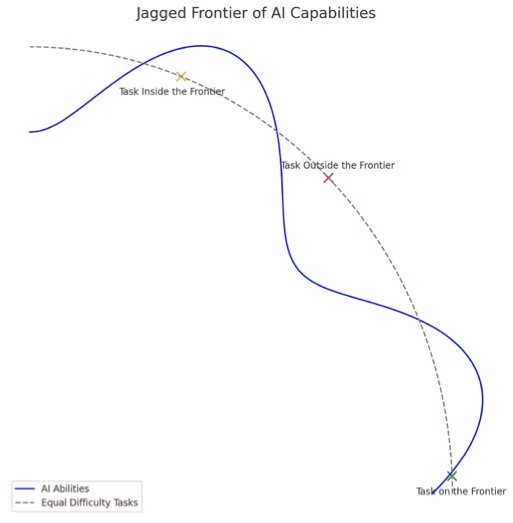 Jagged Frontier of AI Capabilities
Task Inside the Frontier
Task Outside the Frontier
Task on the Frontier
AI Abilities
Equal Difficulty Tasks